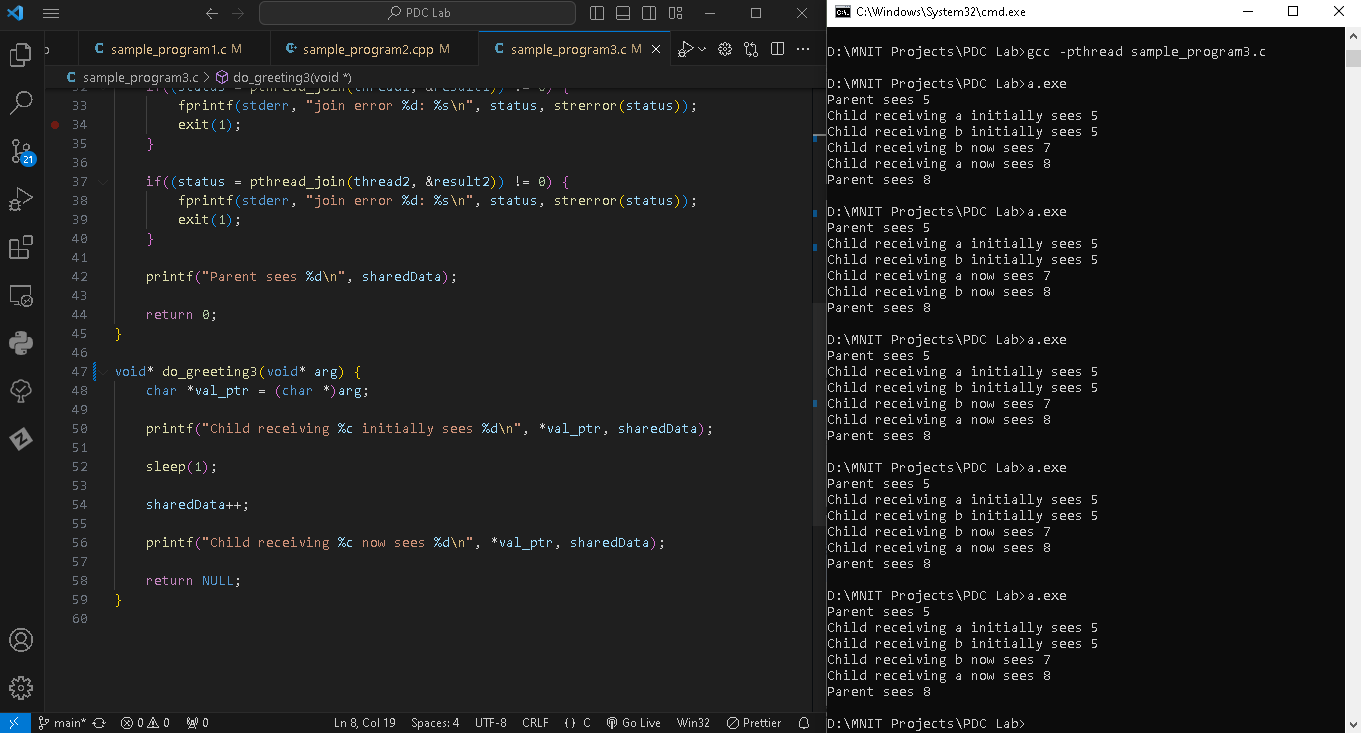 PDC Lab
sample_program1.c M
sample_program2.cpp M
sample_program3.c M
sample_program3.c > do_greeting3(void *)
32 if((status = pthread_join(thread1, &result1)) != 0) {
33 fprintf(stderr, "join error %d: %s\n", status, strerror(status));
34 exit(1);
35 }
36
37 if((status = pthread_join(thread2, &result2)) != 0) {
38 fprintf(stderr, "join error %d: %s\n", status, strerror(status));
39 exit(1);
40 }
41
42 printf("Parent sees %d\n", sharedData);
43
44 return 0;
45 }
46
47 void* do_greeting3(void* arg) {
48 char *val_ptr = (char *)arg;
49
50 printf("Child receiving %c initially sees %d\n", *val_ptr, sharedData);
51
52 sleep(1);
53
54 sharedData++;
55
56 printf("Child receiving %c now sees %d\n", *val_ptr, sharedData);
57
58 return NULL;
59 }
60
21
main* 0 0 0 Ln 8, Col 19 Spaces: 4 UTF-8 CRLF {} C Go Live Win32 Prettier
C:\Windows\System32\cmd.exe
D:\MNIT Projects\PDC Lab>gcc -pthread sample_program3.c
D:\MNIT Projects\PDC Lab>a.exe
Parent sees 5
Child receiving a initially sees 5
Child receiving b initially sees 5
Child receiving b now sees 7
Child receiving a now sees 8
Parent sees 8
D:\MNIT Projects\PDC Lab>a.exe
Parent sees 5
Child receiving a initially sees 5
Child receiving b initially sees 5
Child receiving a now sees 7
Child receiving b now sees 8
Parent sees 8
D:\MNIT Projects\PDC Lab>a.exe
Parent sees 5
Child receiving a initially sees 5
Child receiving b initially sees 5
Child receiving b now sees 7
Child receiving a now sees 8
Parent sees 8
D:\MNIT Projects\PDC Lab>a.exe
Parent sees 5
Child receiving a initially sees 5
Child receiving b initially sees 5
Child receiving b now sees 7
Child receiving a now sees 8
Parent sees 8
D:\MNIT Projects\PDC Lab>a.exe
Parent sees 5
Child receiving a initially sees 5
Child receiving b initially sees 5
Child receiving b now sees 7
Child receiving a now sees 8
Parent sees 8
D:\MNIT Projects\PDC Lab>